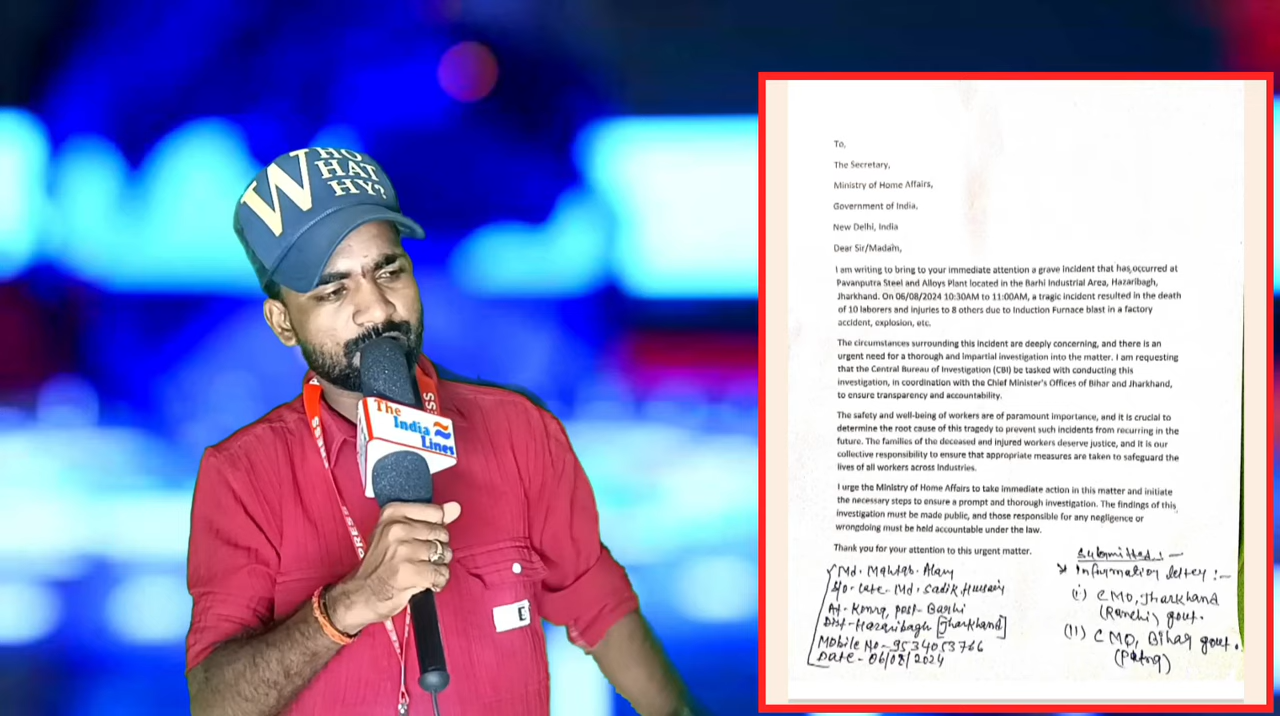 WHO
WHAT
WHY?
The
India
Lines
PRESS
To,
The Secretary,
Ministry of Home Affairs,
Government of India,
New Delhi, India
Dear Sir/Madam,
I am writing to bring to your immediate attention a grave incident that has occurred at
Pavanputra Steel and Alloys Plant located in the Barhi Industrial Area, Hazaribagh,
Jharkhand. On 06/08/2024 10:30AM to 11:00AM, a tragic incident resulted in the death
of 10 laborers and injuries to 8 others due to Induction Furnace blast in a factory
accident, explosion, etc.
The circumstances surrounding this incident are deeply concerning, and there is an
urgent need for a thorough and impartial investigation into the matter. I am requesting
that the Central Bureau of Investigation (CBI) be tasked with conducting this
investigation, in coordination with the Chief Minister's Offices of Bihar and Jharkhand,
to ensure transparency and accountability.
The safety and well-being of workers are of paramount importance, and it is crucial to
determine the root cause of this tragedy to prevent such incidents from recurring in the
future. The families of the deceased and injured workers deserve justice, and it is our
collective responsibility to ensure that appropriate measures are taken to safeguard the
lives of all workers across Industries.
I urge the Ministry of Home Affairs to take immediate action in this matter and initiate
the necessary steps to ensure a prompt and thorough investigation. The findings of this
investigation must be made public, and those responsible for any negligence or
wrongdoing must be held accountable under the law.
Thank you for your attention to this urgent matter.
Md. Mahtab. Alam
S/o- Late- Md. Sadik Hussain
At- Konra, Post- Barhi
Dist- Hazaribagh [Jharkhand]
Mobile No- 9534053766
Date- 06/08/2024
Submitted :-
Information letter :-
(i) CMO, Jharkhand
(Ranchi) govt.
(II) CMO, Bihar govt.
(Patna)